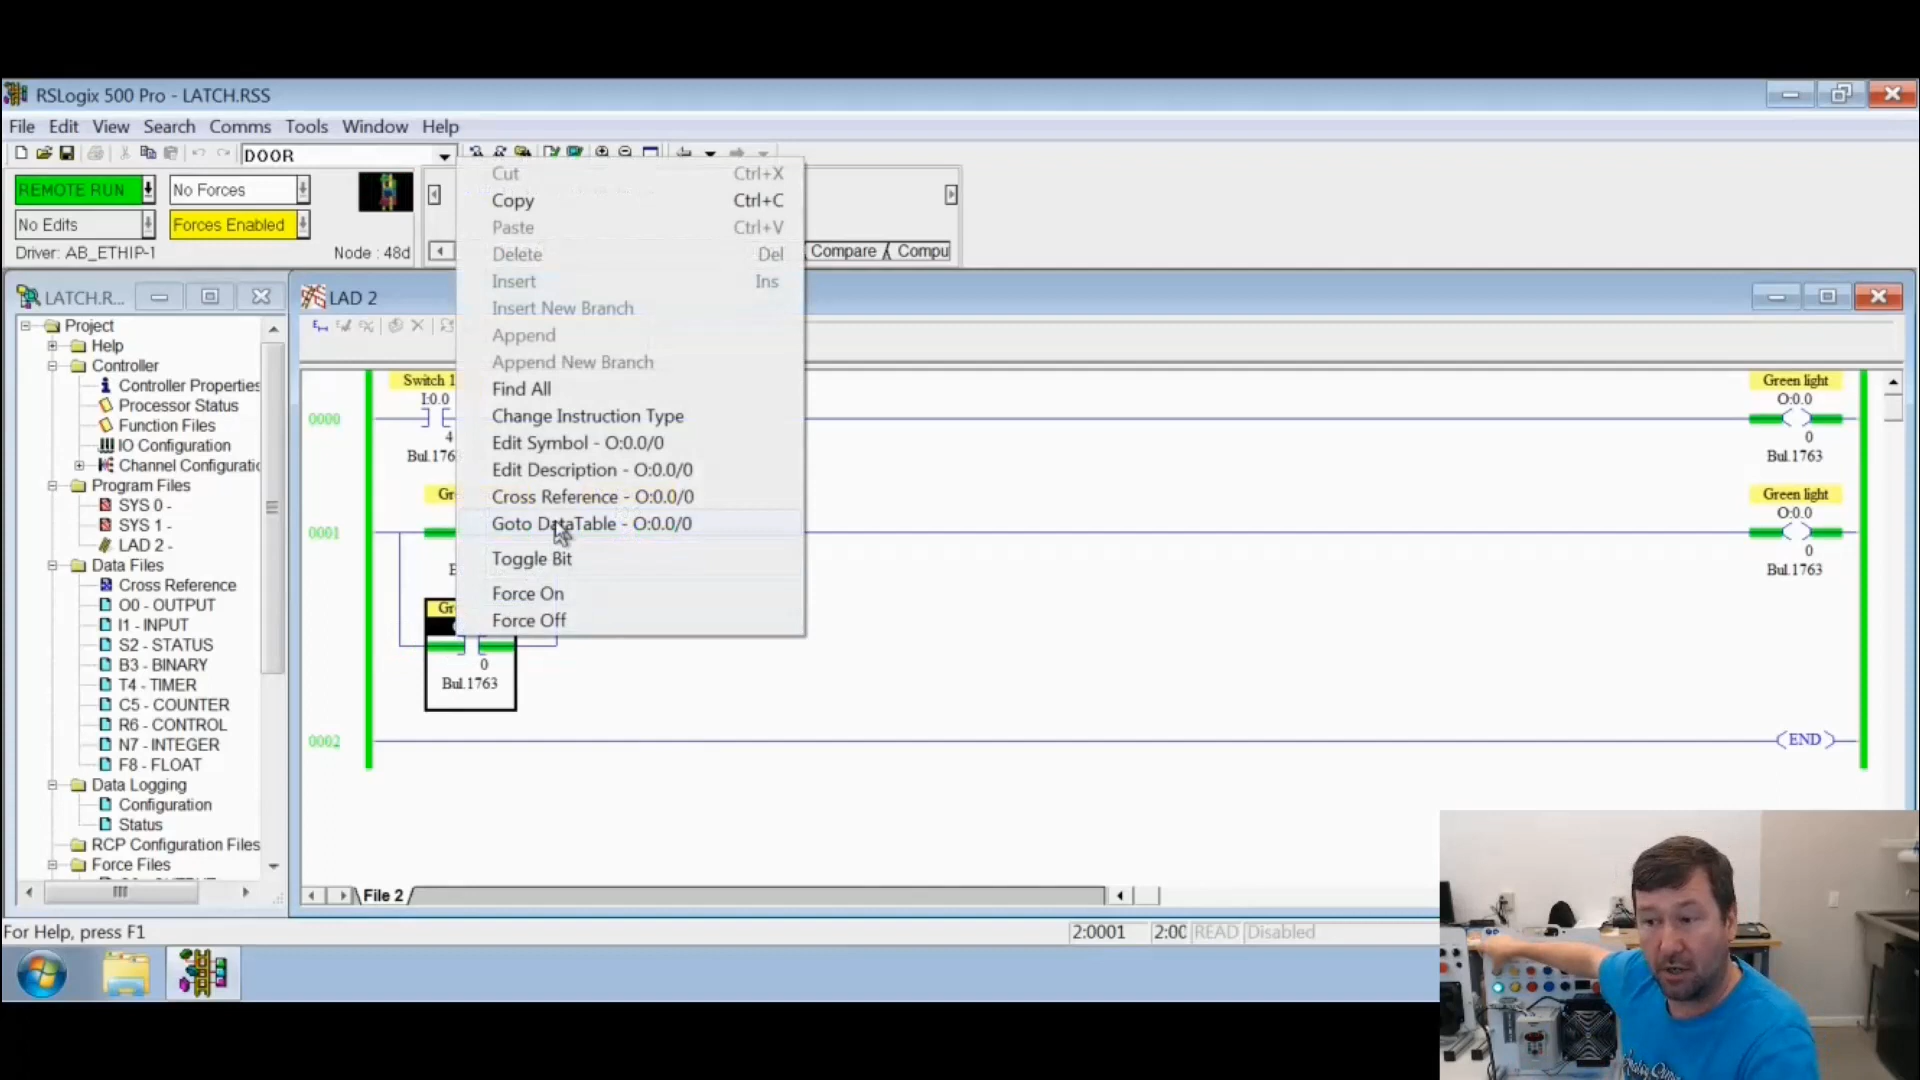 RSLogix 500 Pro - LATCH.RSS
File Edit View Search Comms Tools Window Help
DOOR
REMOTE RUN No Forces
No Edits Forces Enabled
Driver: AB_ETHIP-1 Node : 48d
Compare Compu
Cut Ctrl+X
Copy Ctrl+C
Paste Ctrl+V
Delete Del
Insert Ins
Insert New Branch
Append
Append New Branch
Find All
Change Instruction Type
Edit Symbol - O:0.0/0
Edit Description - O:0.0/0
Cross Reference - O:0.0/0
Goto DataTable - O:0.0/0
Toggle Bit
Force On
Force Off
LATCH.R...
Project
Help
Controller
Controller Properties
Processor Status
Function Files
IO Configuration
Channel Configuratic
Program Files
SYS 0 -
SYS 1 -
LAD 2 -
Data Files
Cross Reference
O0 - OUTPUT
I1 - INPUT
S2 - STATUS
B3 - BINARY
T4 - TIMER
C5 - COUNTER
R6 - CONTROL
N7 - INTEGER
F8 - FLOAT
Data Logging
Configuration
Status
RCP Configuration Files
Force Files
LAD 2
0000
Switch 1
I:0.0
4
Bul.176
Green light
O:0.0
0
Bul.1763
0001
Gr
B
Green light
O:0.0
0
Bul.1763
Gr
0
Bul.1763
0002
END
File 2
For Help, press F1
2:0001 2:00 READ Disabled